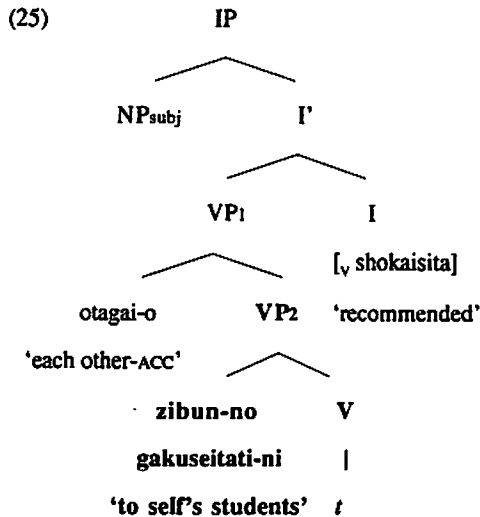 (25) IP
NPsubj I'
VP1 I
[v shokaisita]
otagai-o VP2 'recommended'
'each other-ACC'
zibun-no V
gakuseitati-ni |
'to self's students' t